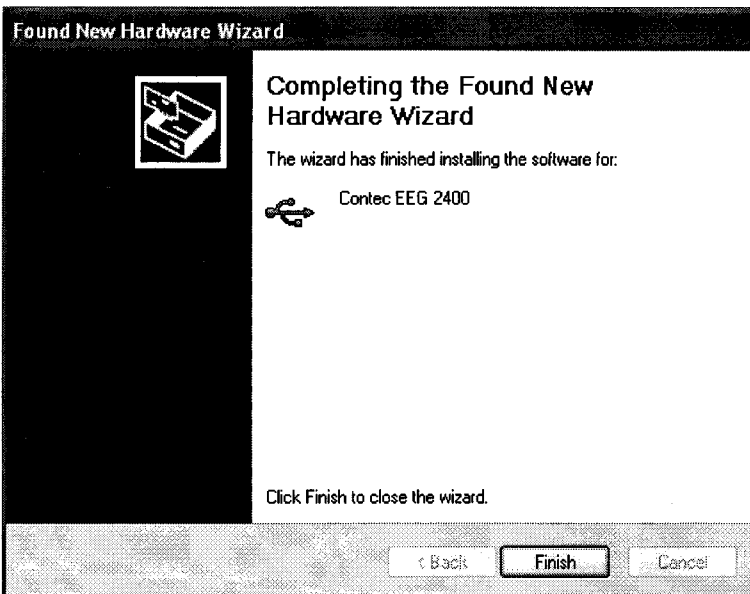 Found New Hardware Wizard
Completing the Found New
Hardware Wizard
The wizard has finished installing the software for:
Contec EEG 2400
Click Finish to close the wizard.
< Back
Finish
Cancel